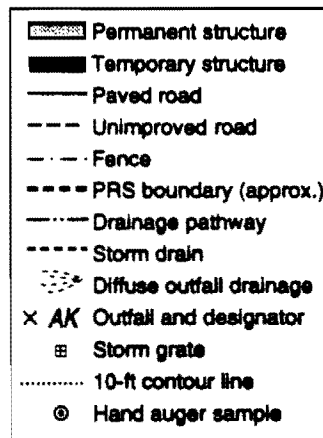 Permanent structure
Temporary structure
Paved road
Unimproved road
Fence
PRS boundary (approx.)
Drainage pathway
Storm drain
Diffuse outfall drainage
× AK Outfall and designator
Storm grate
10-ft contour line
Hand auger sample